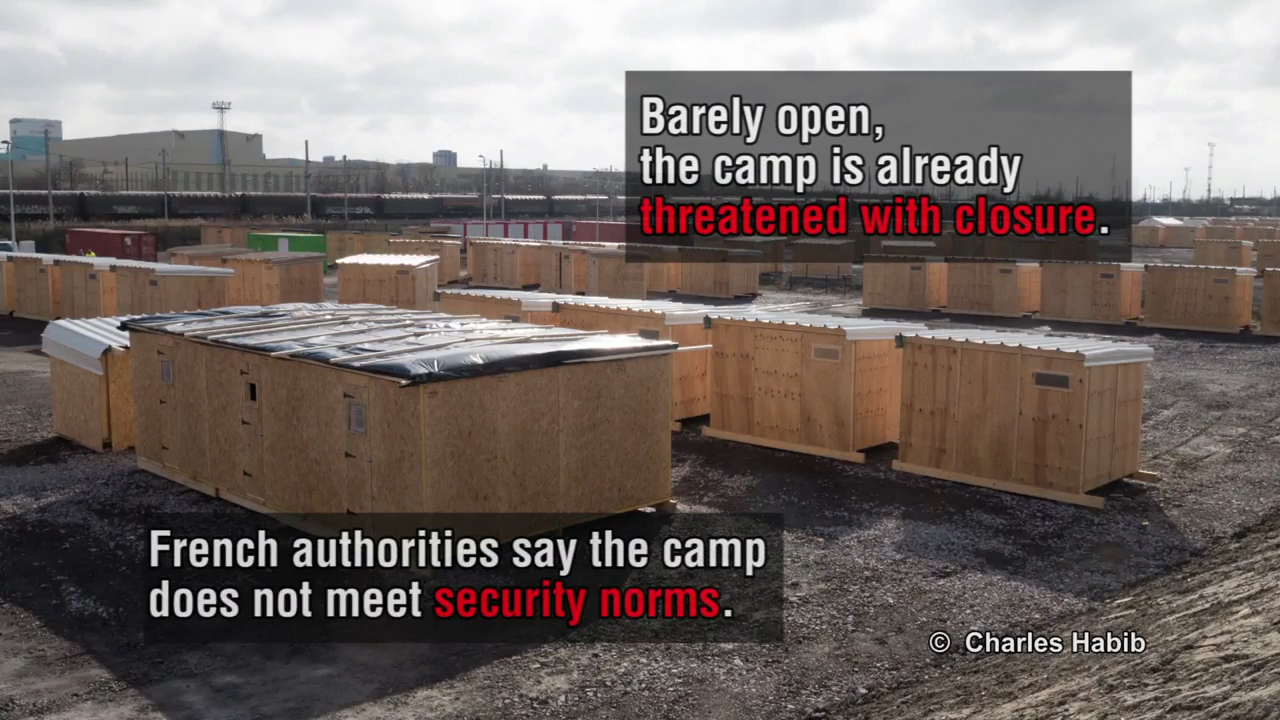 Barely open,
the camp is already
threatened with closure.
French authorities say the camp
does not meet security norms.
© Charles Habib